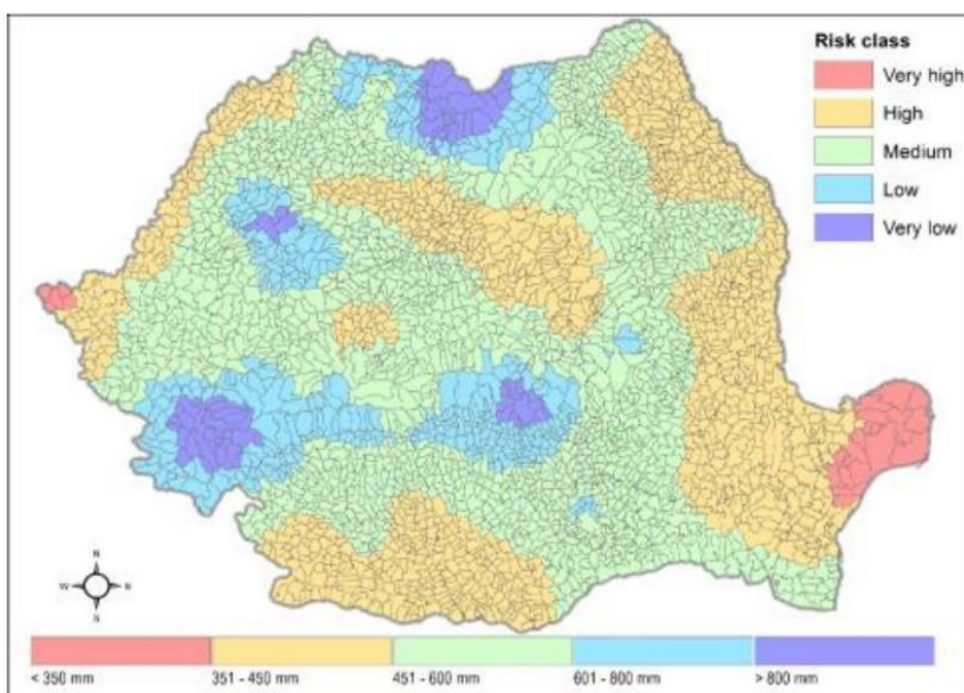 Risk class
Very high
High
Medium
Low
Very low
N
W
S
< 350 mm
351 - 450 mm
451 - 600 mm
601 - 800 mm
> 800 mm